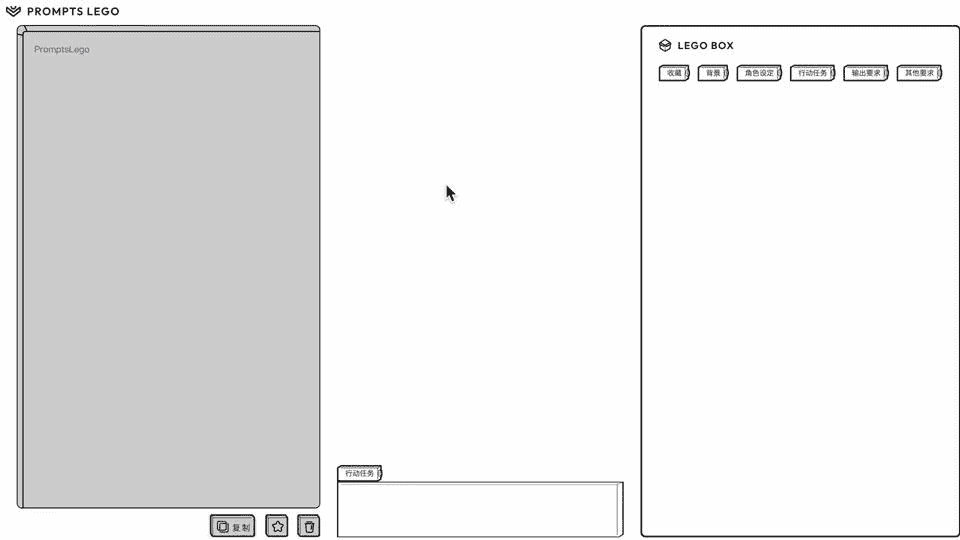 PROMPTS LEGO
PromptsLego
复制
行动任务
LEGO BOX
收藏 背景 角色设定 行动任务 输出要求 其他要求